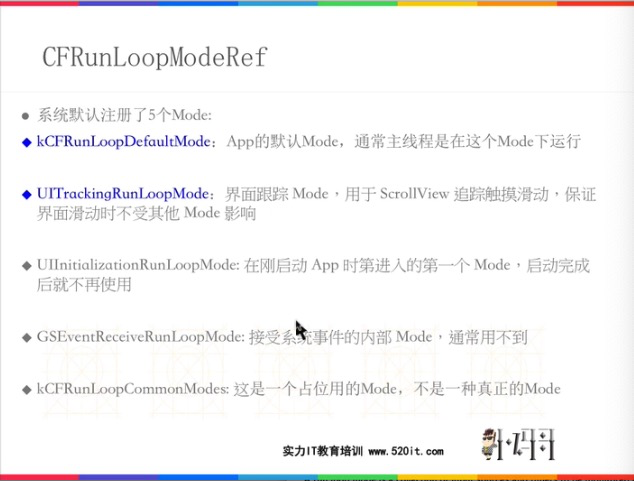 CFRunLoopModeRef
系统默认注册了5个Mode:
kCFRunLoopDefaultMode：App的默认Mode，通常主线程是在这个Mode下运行
UITrackingRunLoopMode：界面跟踪 Mode，用于 ScrollView 追踪触摸滑动，保证
界面滑动时不受其他 Mode 影响
UIInitializationRunLoopMode: 在刚启动 App 时第进入的第一个 Mode，启动完成
后就不再使用
GSEventReceiveRunLoopMode: 接受系统事件的内部 Mode，通常用不到
kCFRunLoopCommonModes: 这是一个占位用的Mode，不是一种真正的Mode
实力IT教育培训 www.520it.com
小码哥